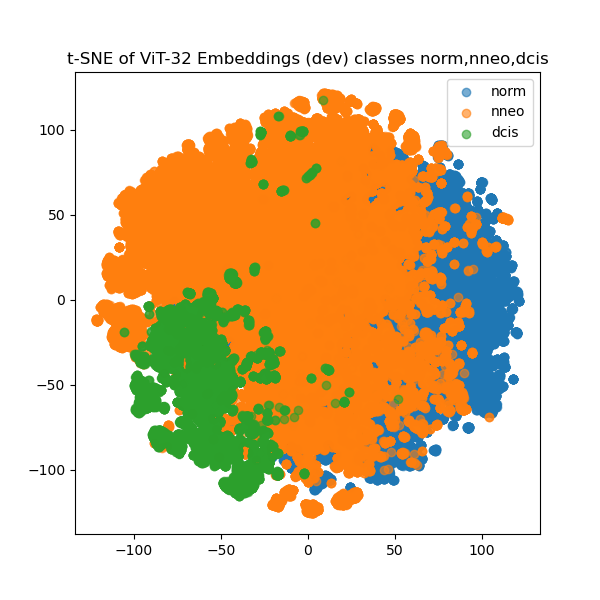 t-SNE of ViT-32 Embeddings (dev) classes norm,nneo,dcis
norm
nneo
dcis
100
50
0
−50
−100
−100
−50
0
50
100